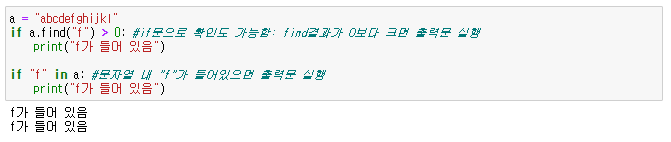 a = "abcdefghijkl"
if a.find("f") > 0: #if문으로 확인도 가능함: find결과가 0보다 크면 출력문 실행
    print("f가 들어 있음")
if "f" in a: #문자열 내 "f"가 들어있으면 출력문 실행
    print("f가 들어 있음")
f가 들어 있음
f가 들어 있음